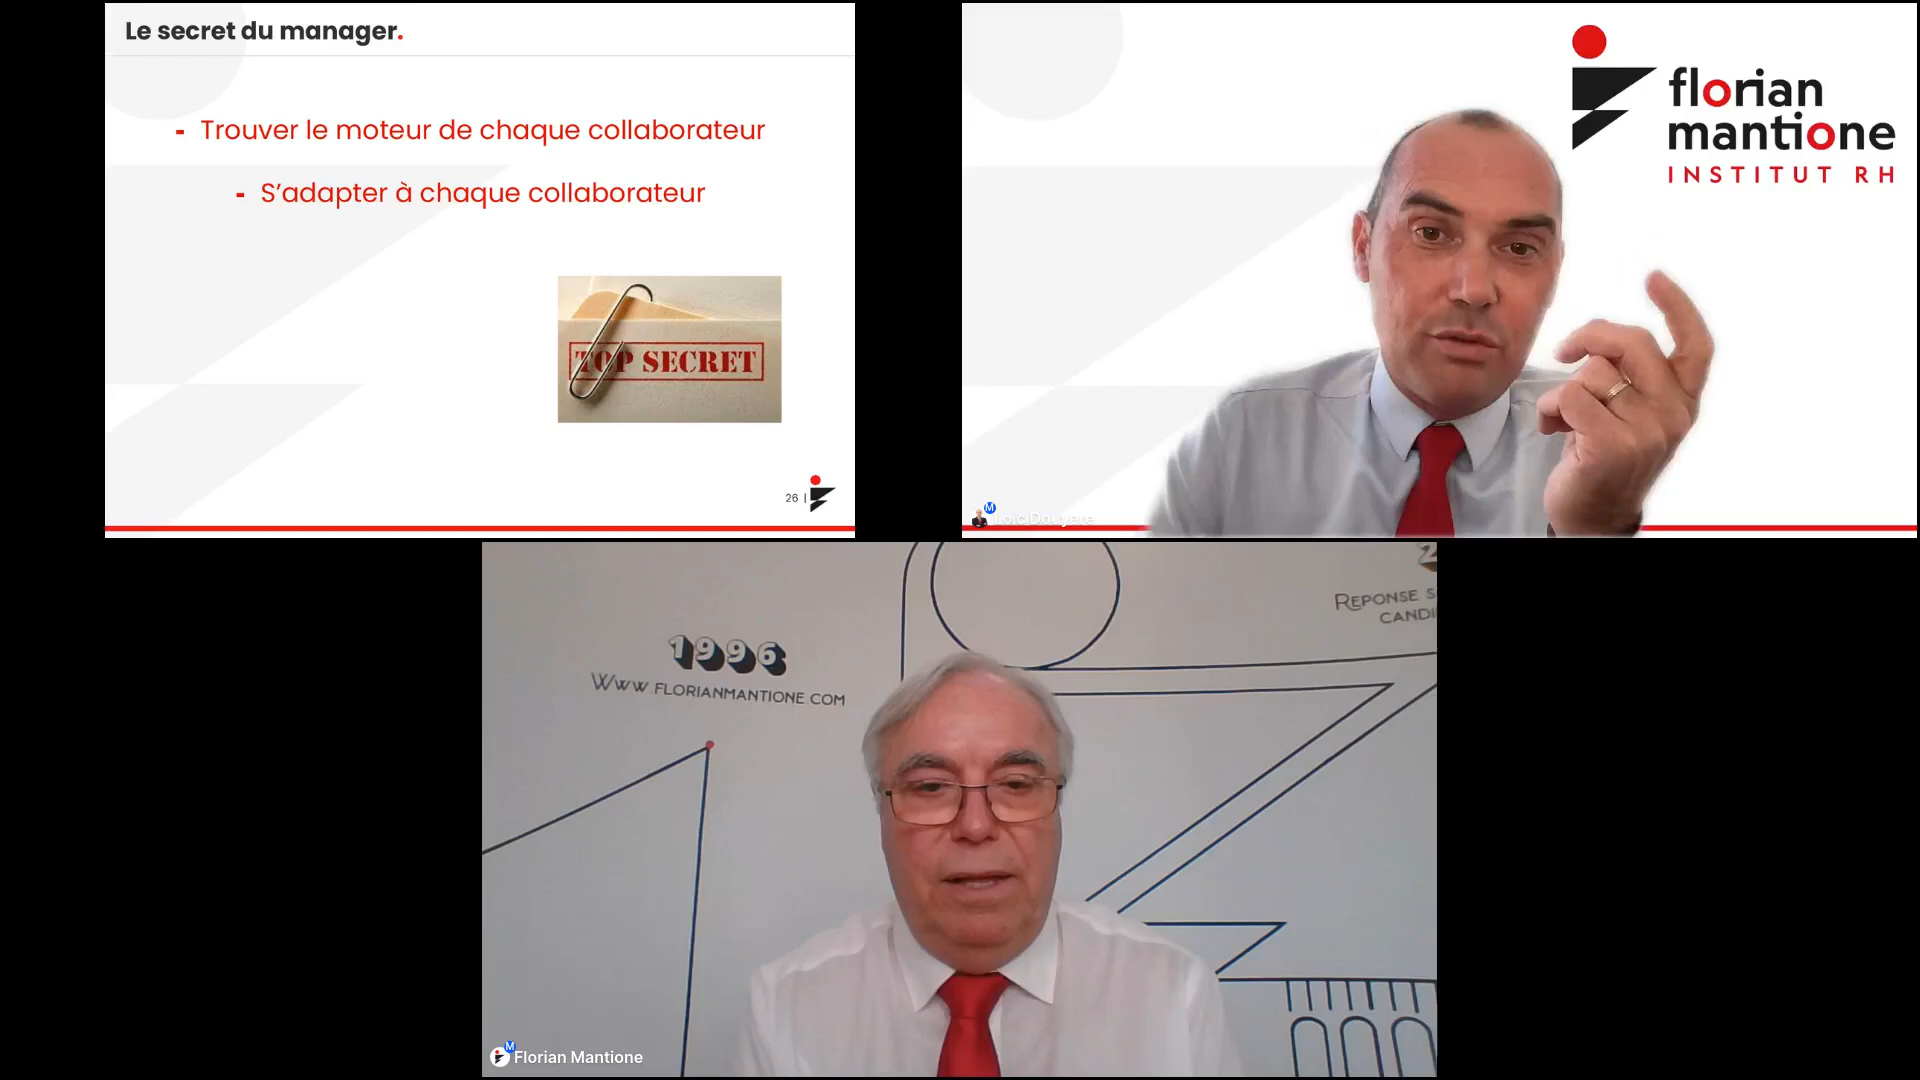 Le secret du manager.
- Trouver le moteur de chaque collaborateur
- S'adapter à chaque collaborateur
TOP SECRET
26 |
florian
mantione
INSTITUT RH
1996
WWW.FLORIANMANTIONE.COM
REPONSE S
CANDI
M
M
Florian Mantione